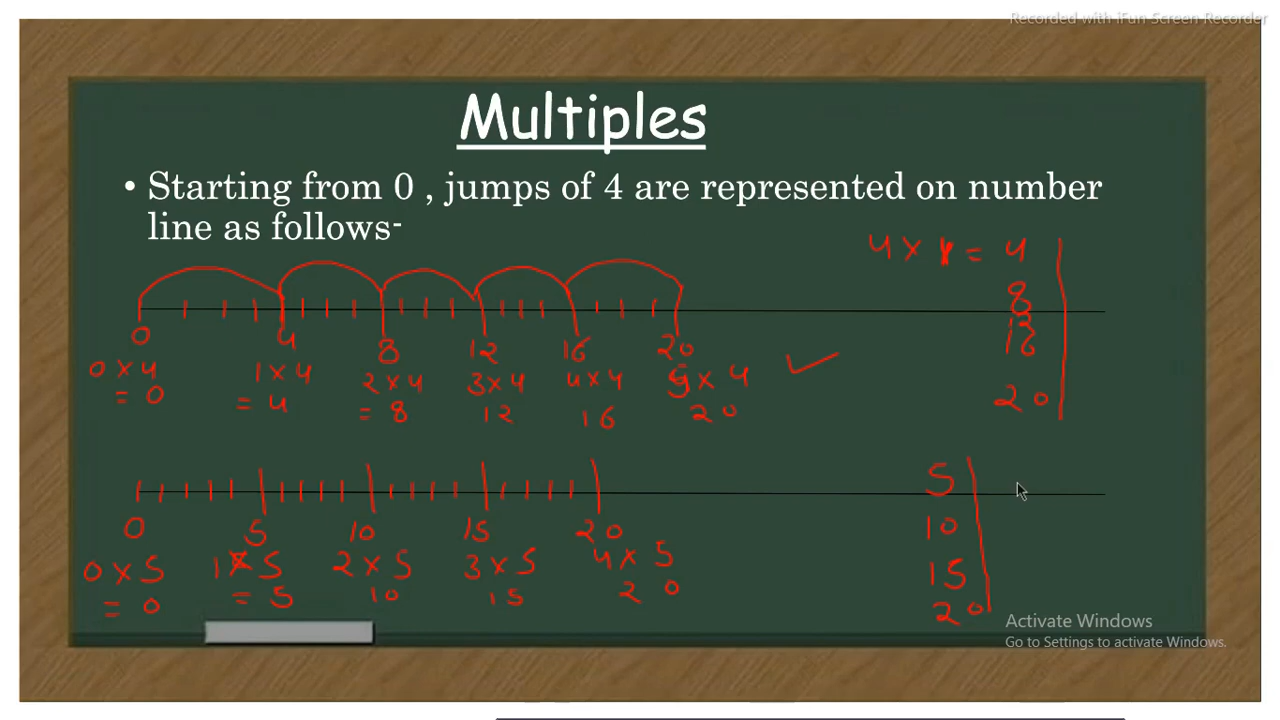 Recorded with iFun Screen Recorder
Multiples
• Starting from 0 , jumps of 4 are represented on number
line as follows-
4 × 1 = 4
8
12
16
20
0 4 8 12 16 20
0 × 4 1 × 4 2 × 4 3 × 4 4 × 4 5 × 4
= 0 = 4 = 8 12 16 20
5
10
15
20
0 5 10 15 20
0 × 5 1 × 5 2 × 5 3 × 5 4 × 5
= 0 = 5 10 15 20
Activate Windows
Go to Settings to activate Windows.